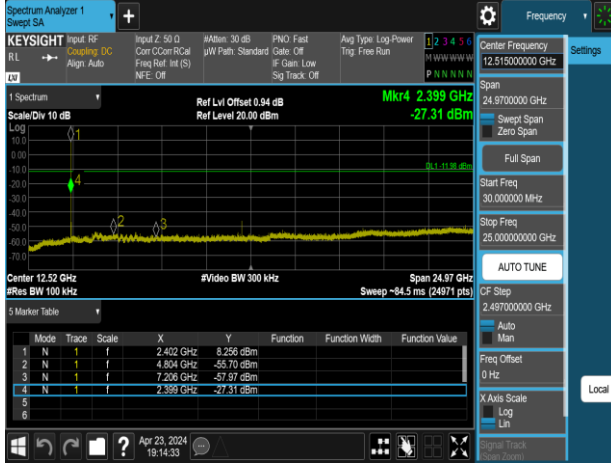 Spectrum Analyzer 1
Swept SA
+
Frequency
KEYSIGHT
RL
Input: RF
Coupling: DC
Align: Auto
Input Z: 50 Ω
Corr CCorr RCal
Freq Ref: Int (S)
NFE: Off
#Atten: 30 dB
µW Path: Standard
PNO: Fast
Gate: Off
IF Gain: Low
Sig Track: Off
Avg Type: Log-Power
Trig: Free Run
1 2 3 4 5 6
M W W W W W
P N N N N N
LXI
1 Spectrum
Scale/Div 10 dB
Ref Lvl Offset 0.94 dB
Ref Level 20.00 dBm
Mkr4 2.399 GHz
-27.31 dBm
Log
10.0
0.00
-10.0
-20.0
-30.0
-40.0
-50.0
-60.0
-70.0
1
4
2
3
Center 12.52 GHz
#Res BW 100 kHz
#Video BW 300 kHz
Span 24.97 GHz
Sweep ~84.5 ms (24971 pts)
5 Marker Table
Mode Trace Scale X Y Function Function Width Function Value
1 N 1 f 2.402 GHz 8.256 dBm
2 N 1 f 4.804 GHz -55.70 dBm
3 N 1 f 7.206 GHz -57.97 dBm
4 N 1 f 2.399 GHz -27.31 dBm
5
6
?
Apr 23, 2024
19:14:33
Center Frequency
12.515000000 GHz
Settings
Span
24.9700000 GHz
Swept Span
Zero Span
Full Span
Start Freq
30.000000 MHz
Stop Freq
25.000000000 GHz
AUTO TUNE
CF Step
2.497000000 GHz
Auto
Man
Freq Offset
0 Hz
X Axis Scale
Log
Lin
Local
Signal Track
(Span Zoom)